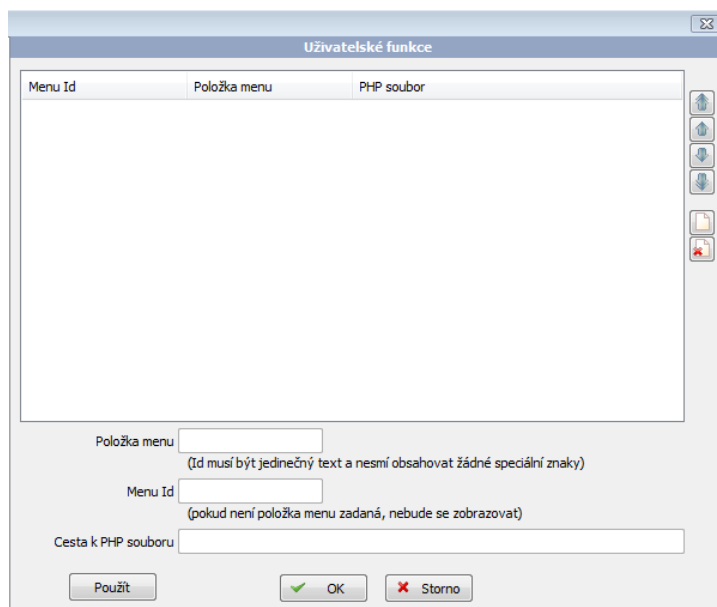 Uživatelské funkce
Menu Id Položka menu PHP soubor
Položka menu
(Id musí být jedinečný text a nesmí obsahovat žádné speciální znaky)
Menu Id
(pokud není položka menu zadaná, nebude se zobrazovat)
Cesta k PHP souboru
Použít OK Storno